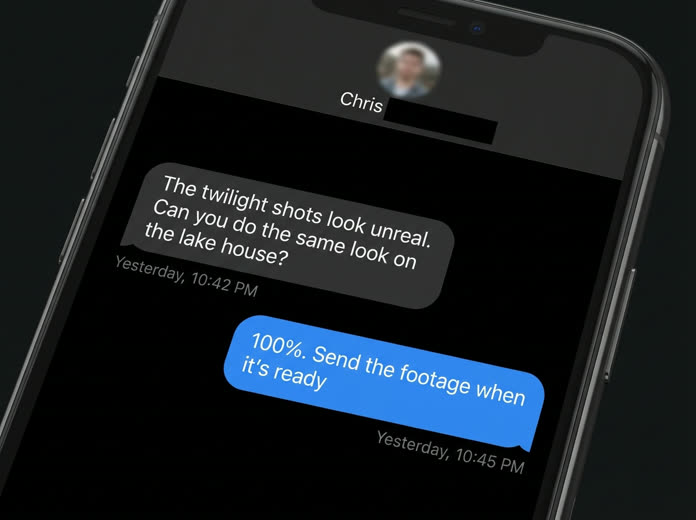 Chris
The twilight shots look unreal.
Can you do the same look on
the lake house?
Yesterday, 10:42 PM
100%. Send the footage when
it's ready
Yesterday, 10:45 PM